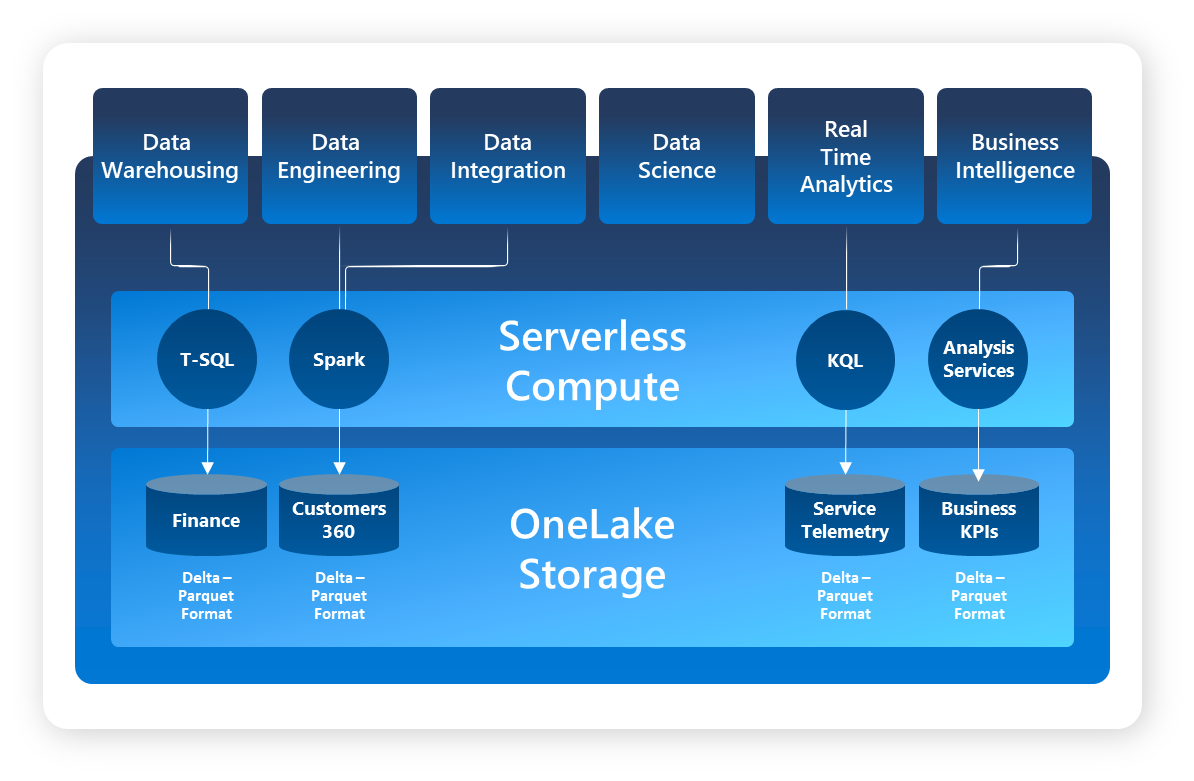 Data
Warehousing
Data
Engineering
Data
Integration
Data
Science
Real
Time
Analytics
Business
Intelligence
T-SQL
Spark
Serverless
Compute
KQL
Analysis
Services
Finance
Customers
360
OneLake
Storage
Service
Telemetry
Business
KPIs
Delta –
Parquet
Format
Delta –
Parquet
Format
Delta –
Parquet
Format
Delta –
Parquet
Format